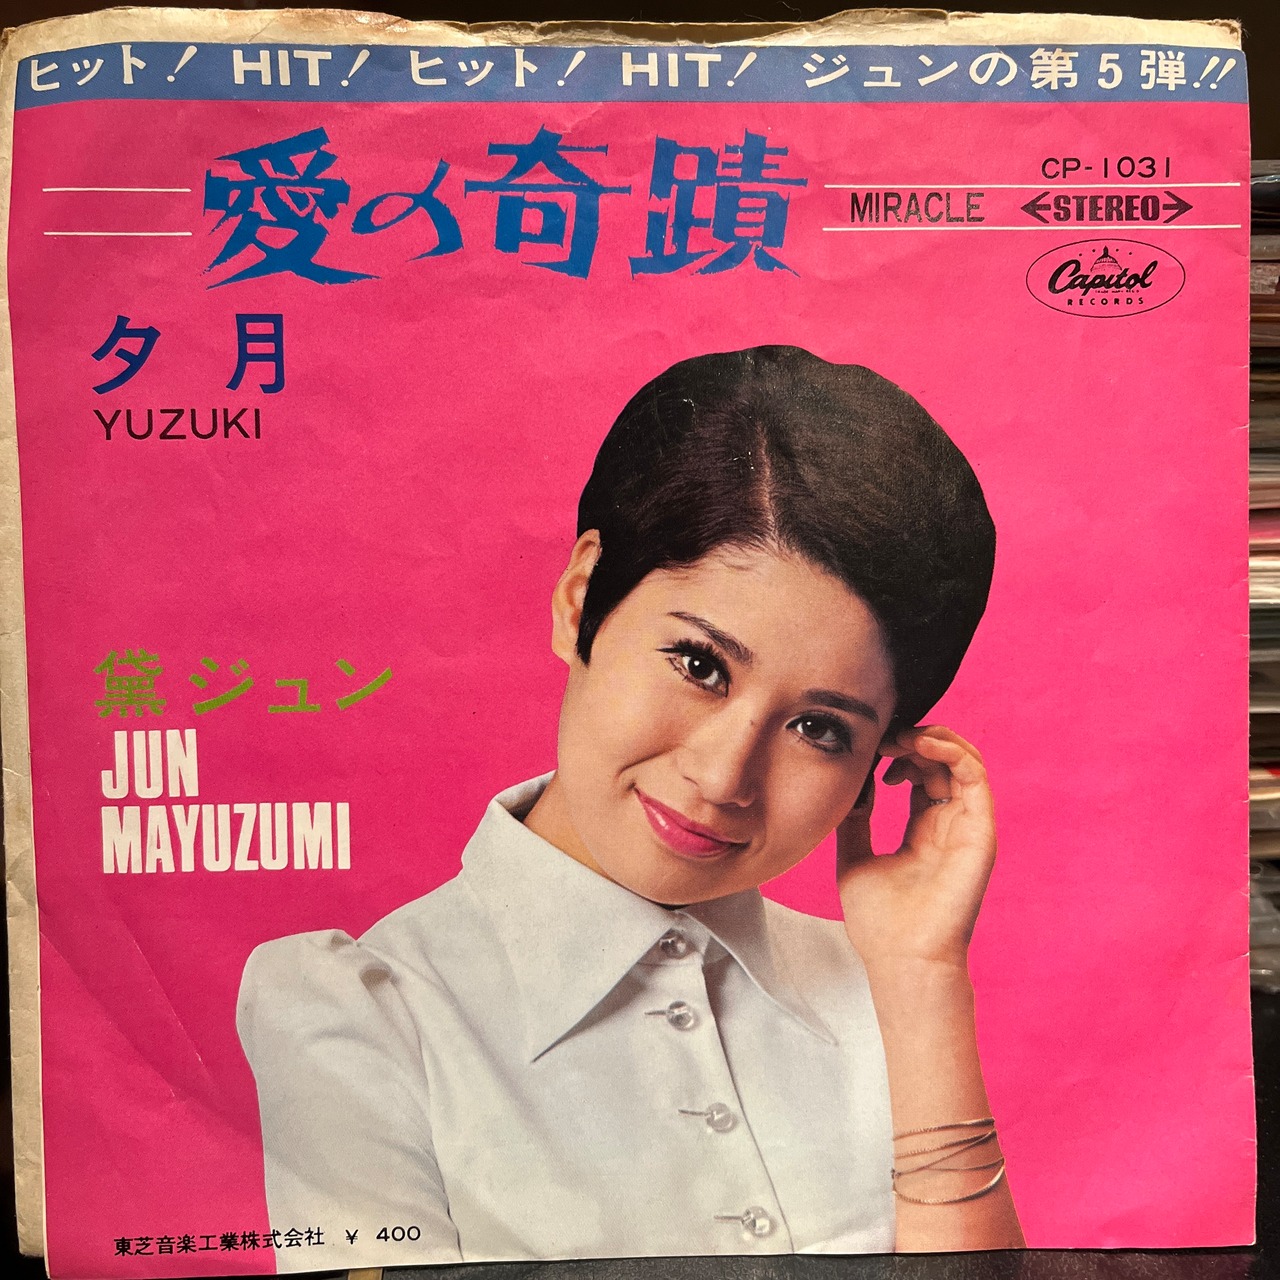 ヒット! HIT! ヒット! HIT! ジュンの第5弾!!
愛の奇蹟
CP-1031
MIRACLE
STEREO
Capitol
RECORDS
夕月
YUZUKI
黛ジュン
JUN
MAYUZUMI
東芝音楽工業株式会社 ¥ 400